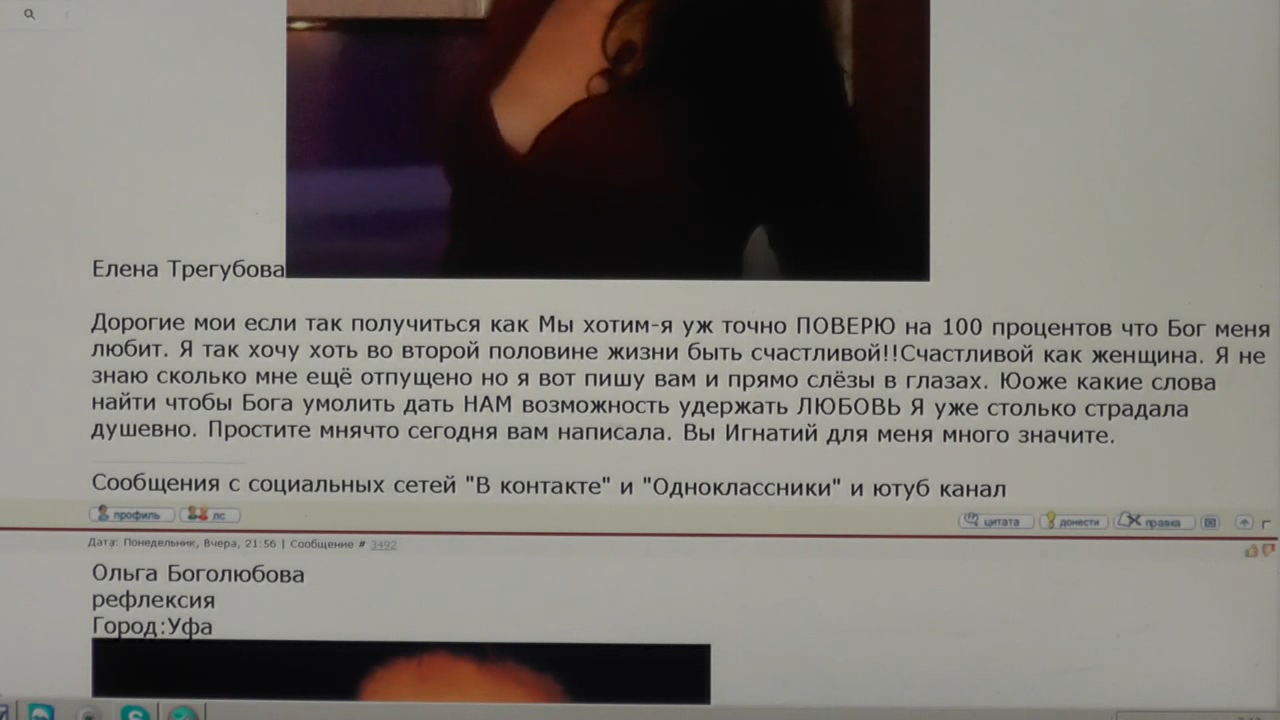 Елена Трегубова
Дорогие мои если так получиться как Мы хотим-я уж точно ПОВЕРЮ на 100 процентов что Бог меня
любит. Я так хочу хоть во второй половине жизни быть счастливой!!Счастливой как женщина. Я не
знаю сколько мне ещё отпущено но я вот пишу вам и прямо слёзы в глазах. Юоже какие слова
найти чтобы Бога умолить дать НАМ возможность удержать ЛЮБОВЬ Я уже столько страдала
душевно. Простите мнячто сегодня вам написала. Вы Игнатий для меня много значите.
Сообщения с социальных сетей "В контакте" и "Одноклассники" и ютуб канал
профиль лс цитата донести правка
Дата: Понедельник, Вчера, 21:56 | Сообщение # 3492
Ольга Боголюбова
рефлексия
Город:Уфа